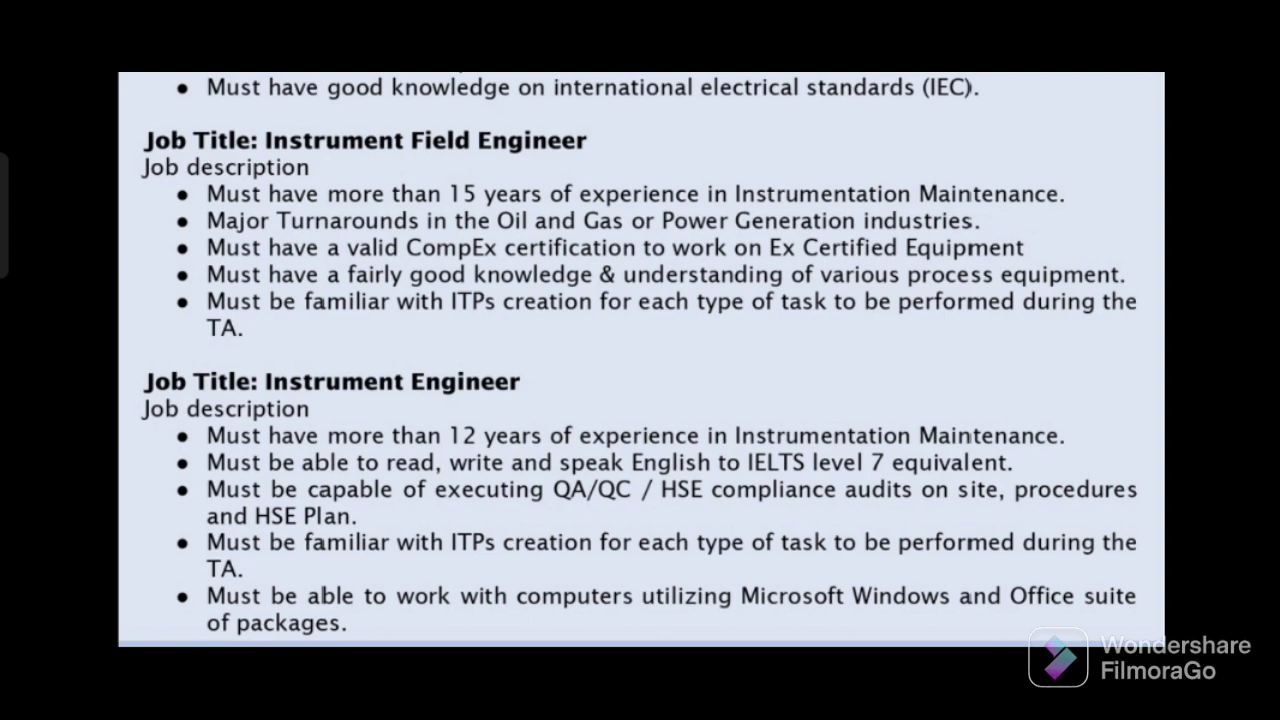 • Must have good knowledge on international electrical standards (IEC).
Job Title: Instrument Field Engineer
Job description
• Must have more than 15 years of experience in Instrumentation Maintenance.
• Major Turnarounds in the Oil and Gas or Power Generation industries.
• Must have a valid CompEx certification to work on Ex Certified Equipment
• Must have a fairly good knowledge & understanding of various process equipment.
• Must be familiar with ITPs creation for each type of task to be performed during the
TA.
Job Title: Instrument Engineer
Job description
• Must have more than 12 years of experience in Instrumentation Maintenance.
• Must be able to read, write and speak English to IELTS level 7 equivalent.
• Must be capable of executing QA/QC / HSE compliance audits on site, procedures
and HSE Plan.
• Must be familiar with ITPs creation for each type of task to be performed during the
TA.
• Must be able to work with computers utilizing Microsoft Windows and Office suite
of packages.
Wondershare
FilmoraGo